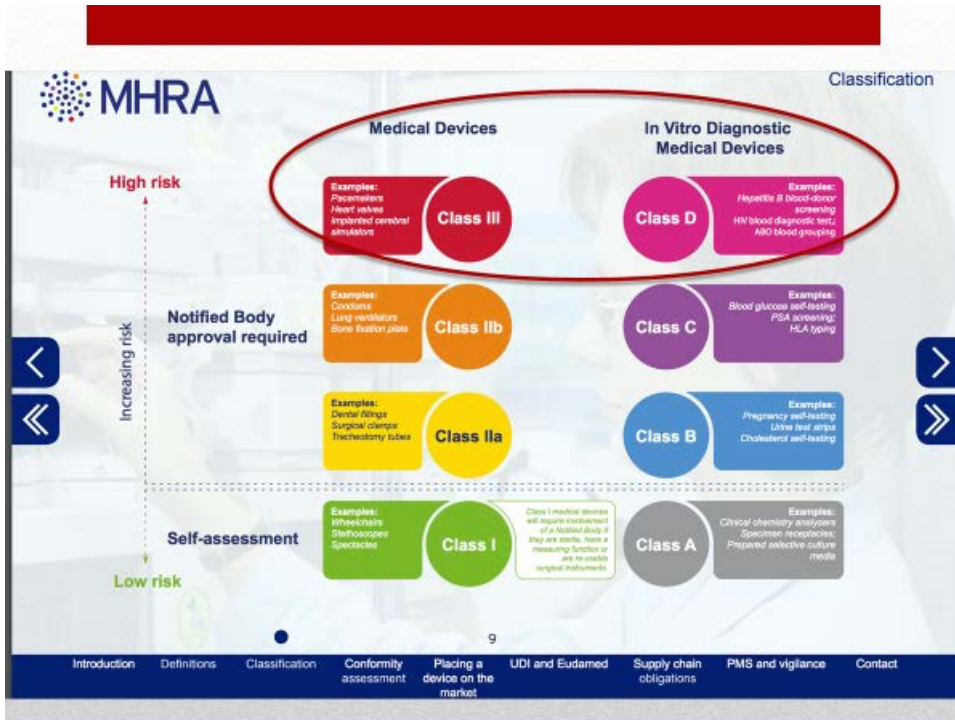 MHRA
Classification
Medical Devices
In Vitro Diagnostic
Medical Devices
High risk
Examples:
Pacemakers
Heart valves
Implanted cerebral
simulators
Class III
Class D
Examples:
Hepatitis B blood-donor
screening
HIV blood diagnostic test,;
ABO blood grouping
Increasing risk
Notified Body
approval required
Examples:
Condoms
Lung ventilators
Bone fixation plate
Class IIb
Class C
Examples:
Blood glucose self-testing
PSA screening;
HLA typing
Examples:
Dental fillings
Surgical clamps
Tracheotomy tubes
Class IIa
Class B
Examples:
Pregnancy self-testing
Urine test strips
Cholesterol self-testing
Self-assessment
Examples:
Wheelchairs
Stethoscopes
Spectacles
Class I
Class I medical devices
will require involvement
of a Notified Body if
they are sterile, have a
measuring function or
are re-usable
surgical instruments.
Class A
Examples:
Clinical chemistry analysers
Specimen receptacles;
Prepared selective culture
media
Low risk
9
Introduction
Definitions
Classification
Conformity
assessment
Placing a
device on the
market
UDI and Eudamed
Supply chain
obligations
PMS and vigilance
Contact